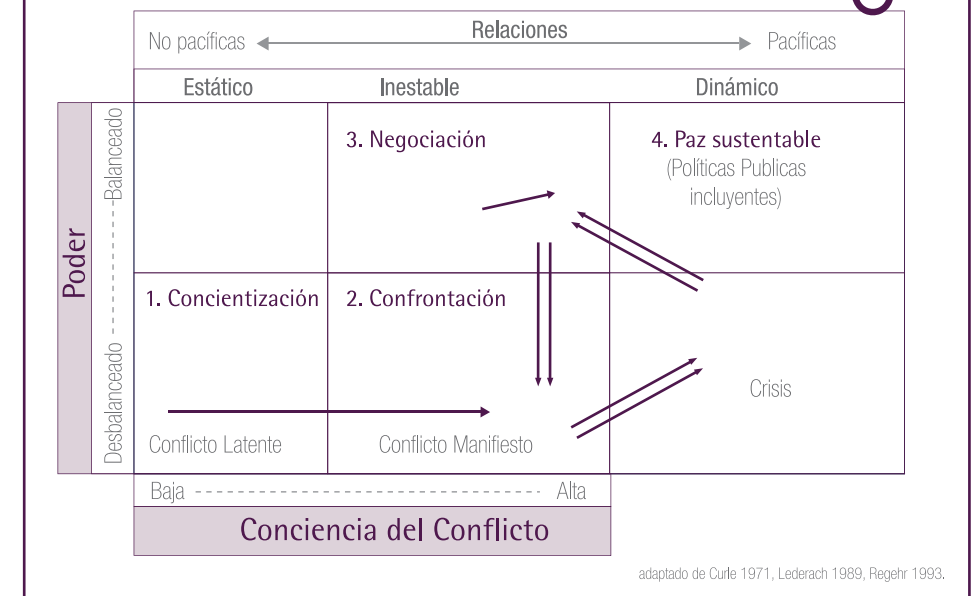 Relaciones
No pacíficas
Pacíficas
Estático
Inestable
Dinámico
Poder
Balanceado
Desbalanceado
3. Negociación
4. Paz sustentable
(Políticas Publicas
incluyentes)
1. Concientización
2. Confrontación
Crisis
Conflicto Latente
Conflicto Manifiesto
Baja
Alta
Conciencia del Conflicto
adaptado de Curle 1971, Lederach 1989, Regehr 1993.